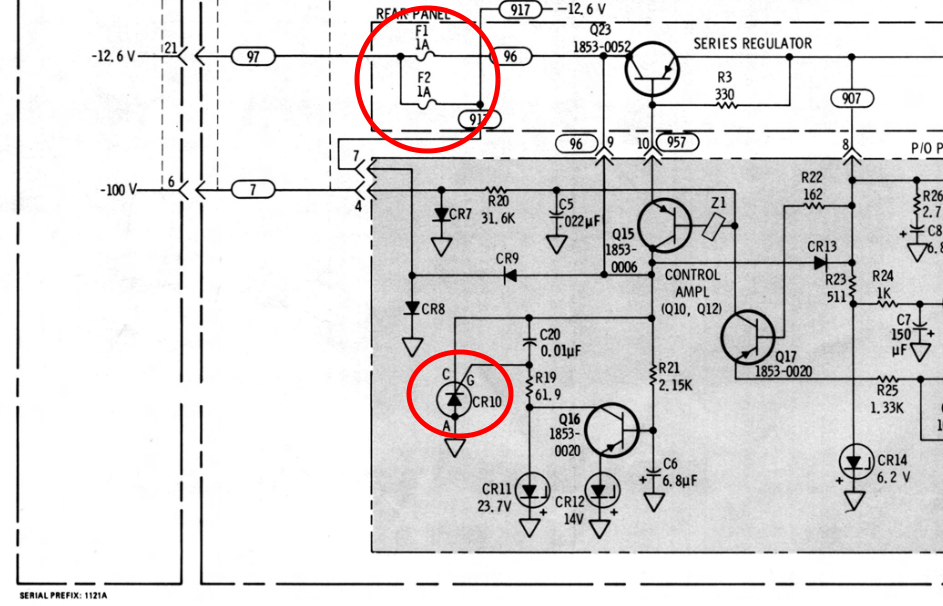 917
-12.6 V
REAR PANEL
F1
1A
Q23
1853-0052
SERIES REGULATOR
-12.6 V
21
97
96
F2
1A
R3
330
917
907
96
9
10
957
8
P/O P
7
-100 V
6
7
4
CR7
R20
31.6K
C5
.022µF
Q15
1853-
0006
Z1
R22
162
R26
2.7
+
C8
6.8
CR9
CR13
CONTROL
AMPL
(Q10, Q12)
R23
511
R24
1K
CR8
C20
0.01µF
C7
150
µF
+
Q17
1853-0020
C
G
CR10
A
R19
61.9
R21
2.15K
R25
1.33K
Q16
1853-
0020
CR11
23.7V
+
CR12
14V
+
C6
6.8µF
+
CR14
6.2 V
+
SERIAL PREFIX: 1121A